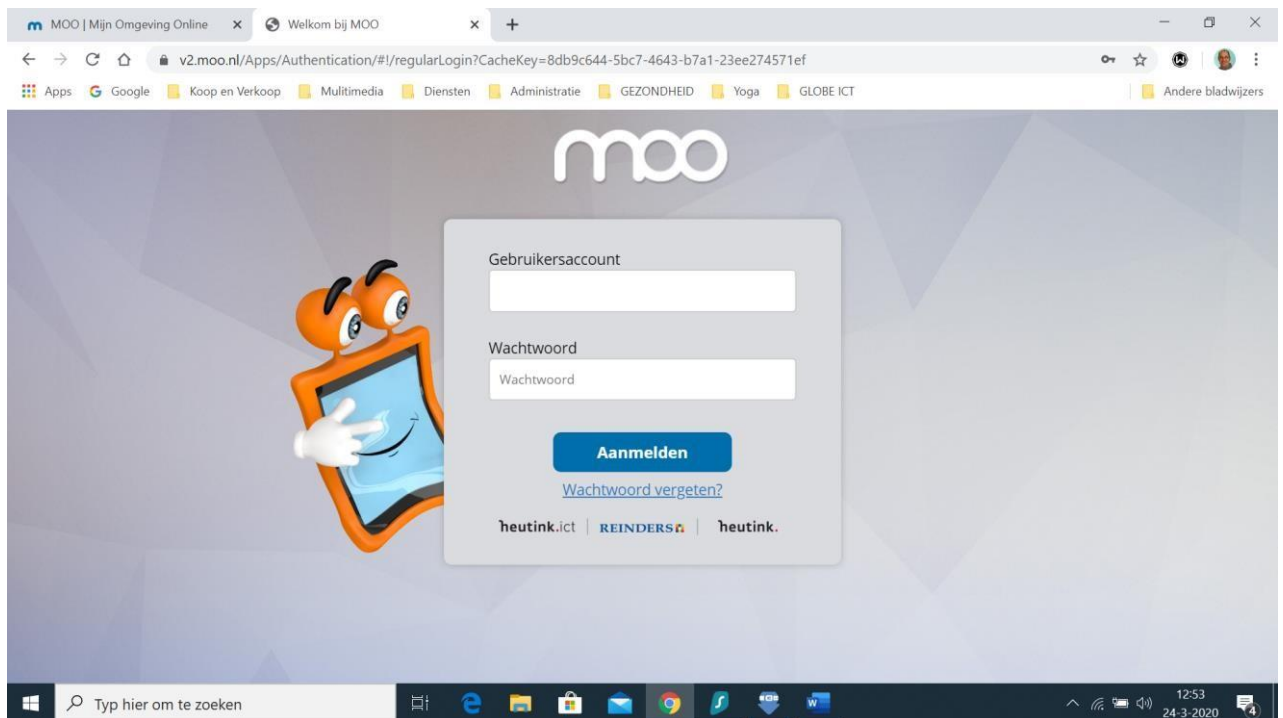 MOO | Mijn Omgeving Online
Welkom bij MOO
v2.moo.nl/Apps/Authentication/#!/regularLogin?CacheKey=8db9c644-5bc7-4643-b7a1-23ee274571ef
Apps Google Koop en Verkoop Mulitimedia Diensten Administratie GEZONDHEID Yoga GLOBE ICT Andere bladwijzers
moo
Gebruikersaccount
Wachtwoord
Wachtwoord
Aanmelden
Wachtwoord vergeten?
heutink.ict | REINDERS | heutink.
Typ hier om te zoeken
12:53
24-3-2020
4